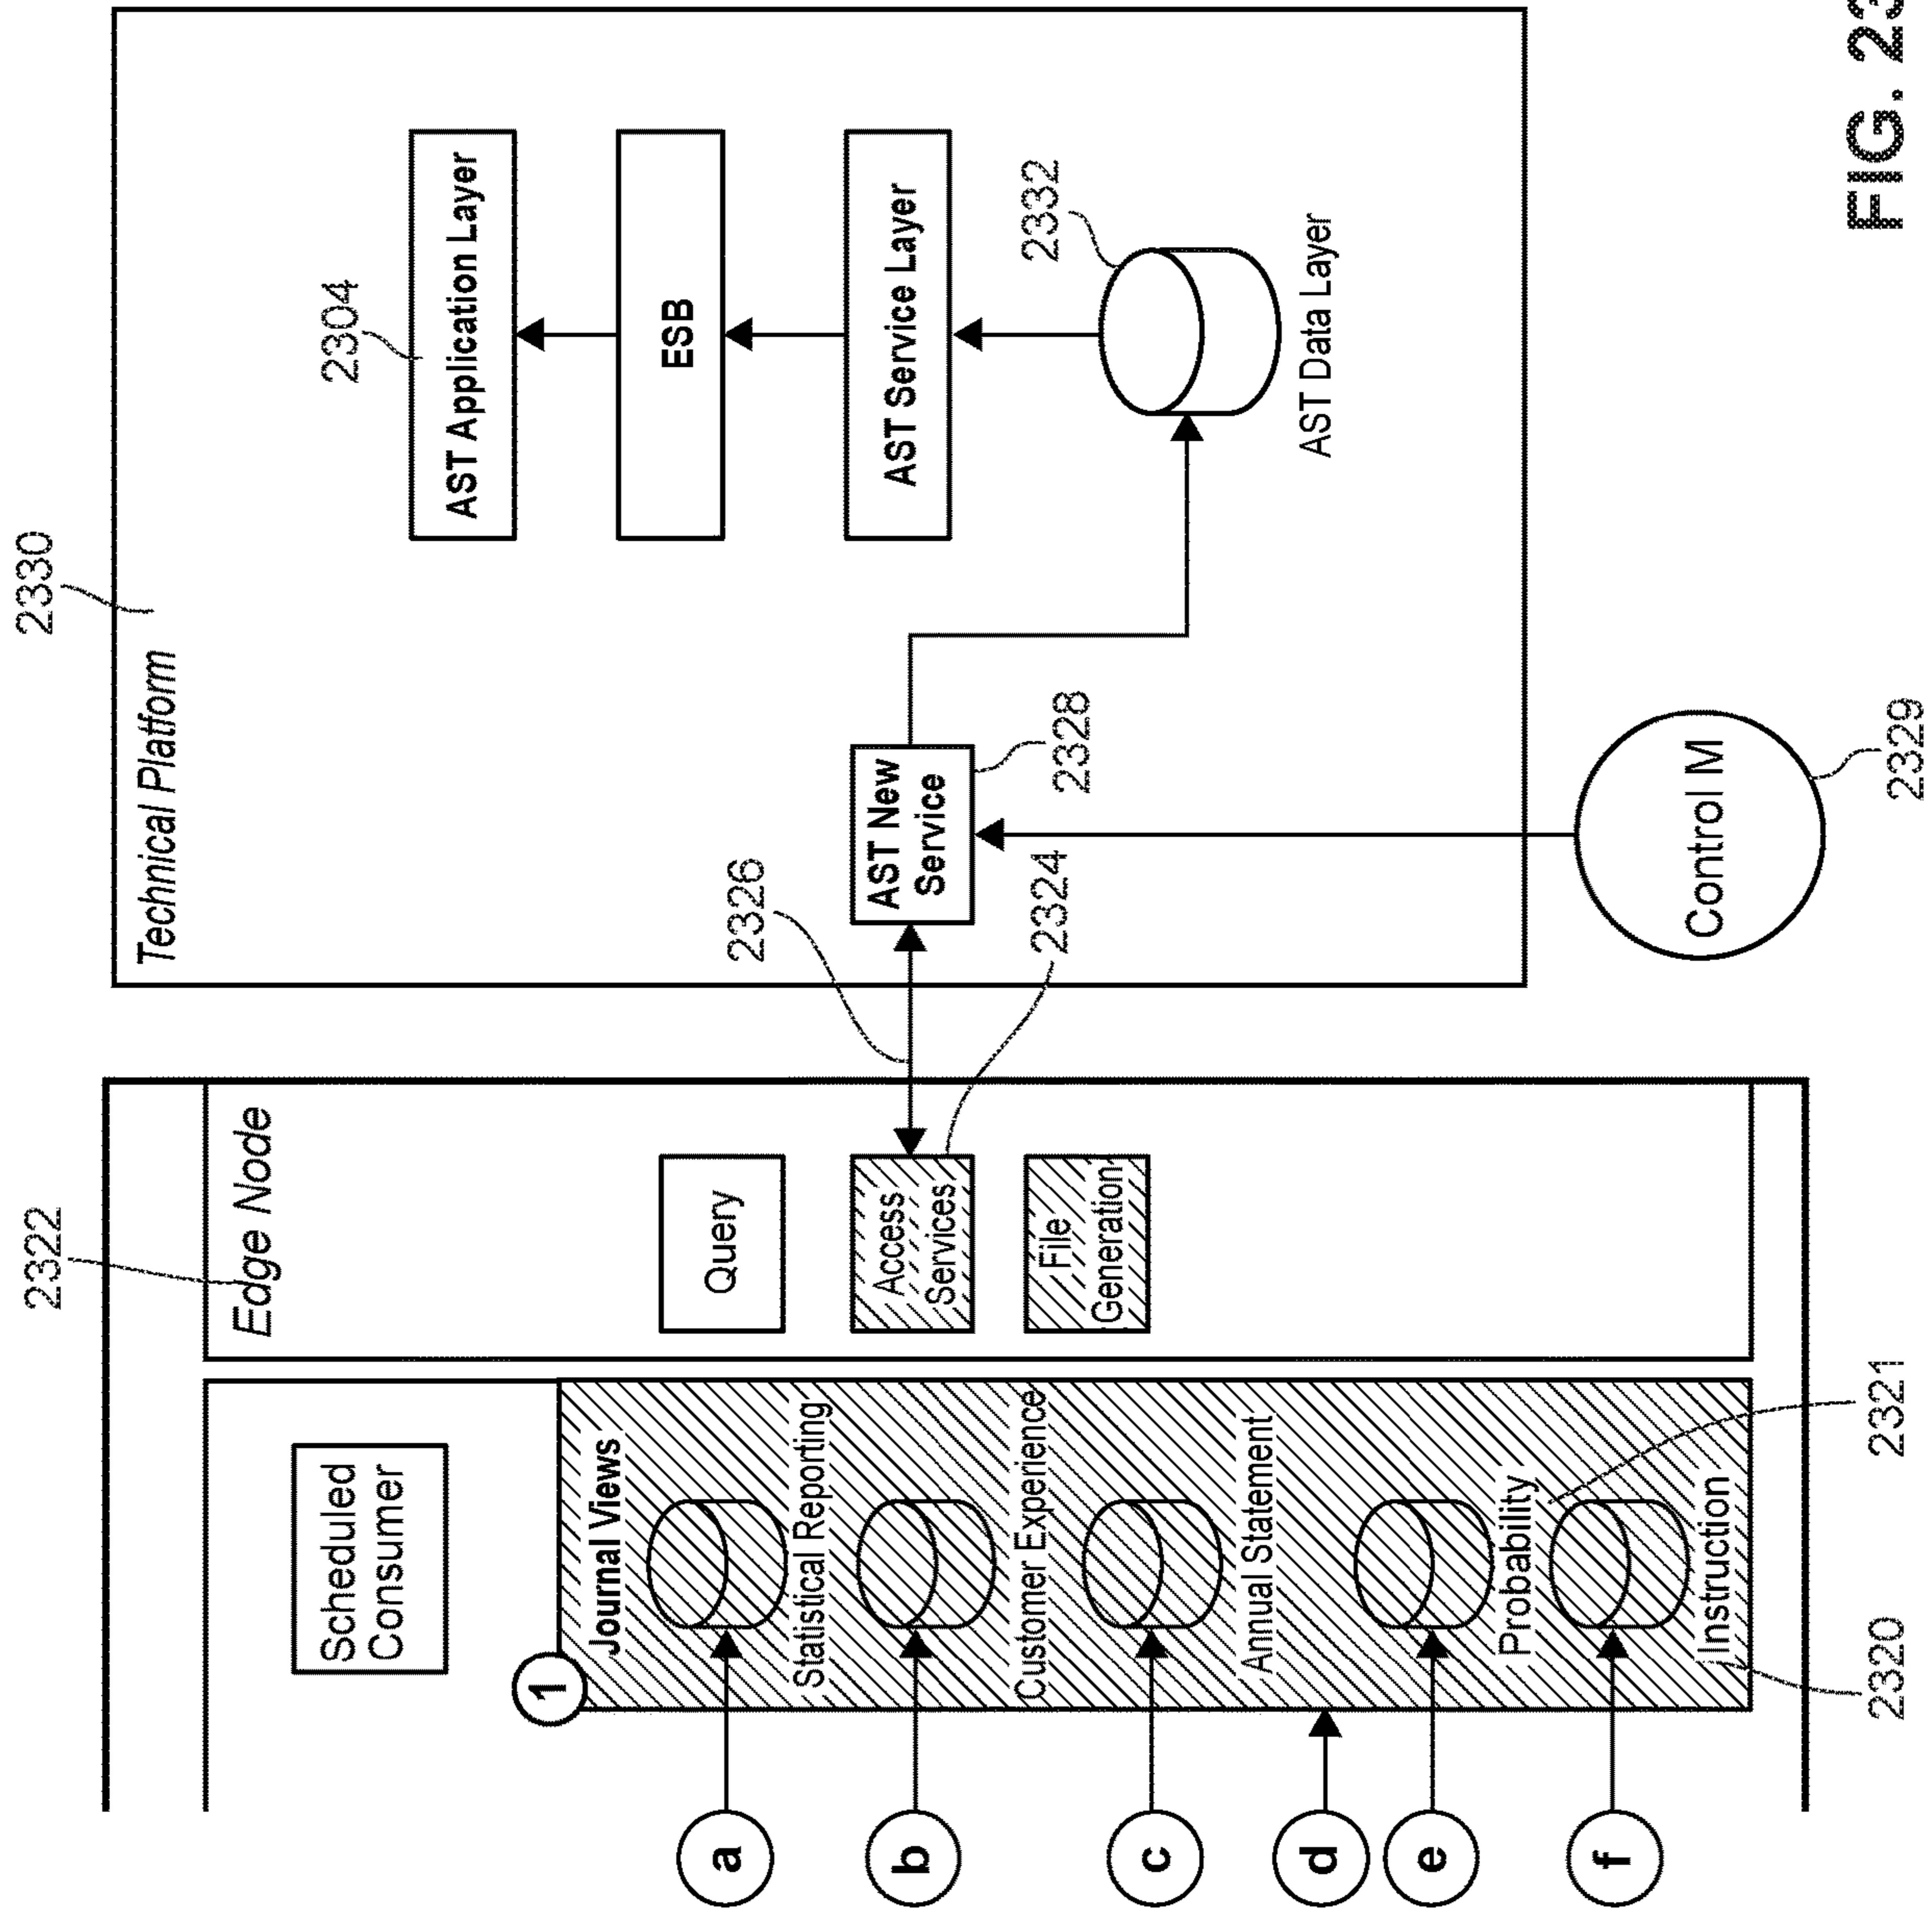 2322
Edge Node
Scheduled
Consumer
1
Journal Views
Statistical Reporting
Customer Experience
Annual Statement
Probability
Instruction
a
b
c
d
e
f
2320
2321
Query
Access
Services
File
Generation
2326
2324
2330
Technical Platform
2304
AST Application Layer
ESB
AST Service Layer
2332
AST Data Layer
AST New
Service
2328
Control M
2329
FIG.